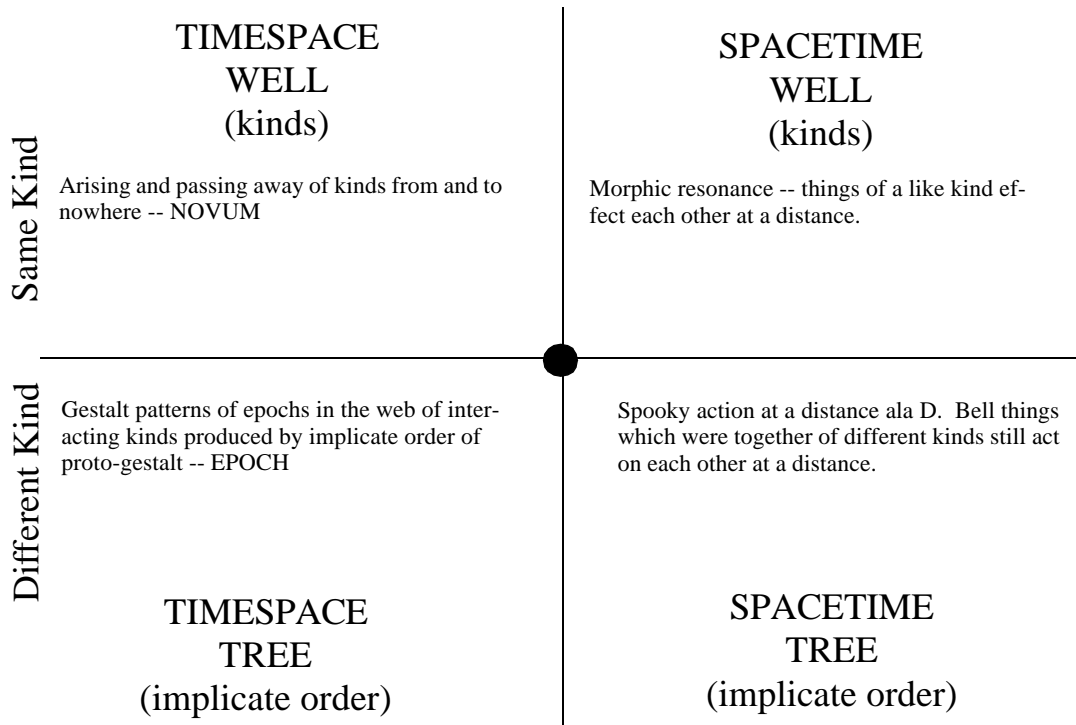 TIMESPACE
WELL
(kinds)
SPACETIME
WELL
(kinds)
Same Kind
Arising and passing away of kinds from and to
nowhere -- NOVUM
Morphic resonance -- things of a like kind ef-
fect each other at a distance.
Different Kind
Gestalt patterns of epochs in the web of inter-
acting kinds produced by implicate order of
proto-gestalt -- EPOCH
Spooky action at a distance ala D.  Bell things
which were together of different kinds still act
on each other at a distance.
TIMESPACE
TREE
(implicate order)
SPACETIME
TREE
(implicate order)